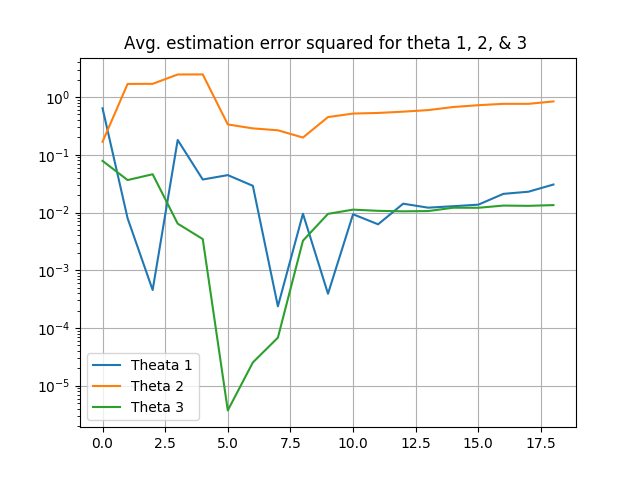 Avg. estimation error squared for theta 1, 2, & 3
10⁰
10⁻¹
10⁻²
10⁻³
10⁻⁴
10⁻⁵
Theata 1
Theta 2
Theta 3
0.0 2.5 5.0 7.5 10.0 12.5 15.0 17.5